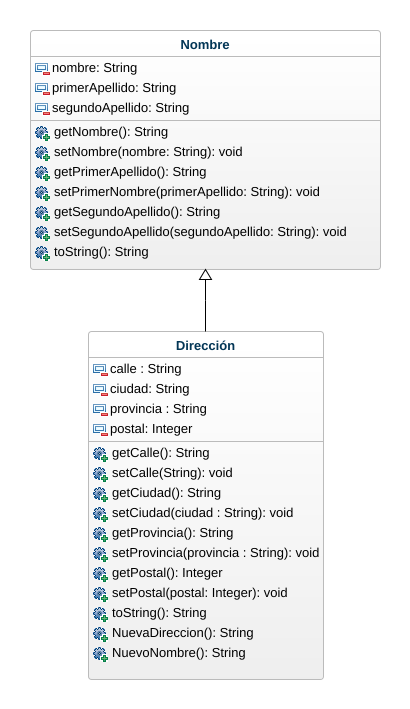 Nombre
nombre: String
primerApellido: String
segundoApellido: String
getNombre(): String
setNombre(nombre: String): void
getPrimerApellido(): String
setPrimerNombre(primerApellido: String): void
getSegundoApellido(): String
setSegundoApellido(segundoApellido: String): void
toString(): String
Dirección
calle : String
ciudad: String
provincia : String
postal: Integer
getCalle(): String
setCalle(String): void
getCiudad(): String
setCiudad(ciudad : String): void
getProvincia(): String
setProvincia(provincia : String): void
getPostal(): Integer
setPostal(postal: Integer): void
toString(): String
NuevaDireccion(): String
NuevoNombre(): String